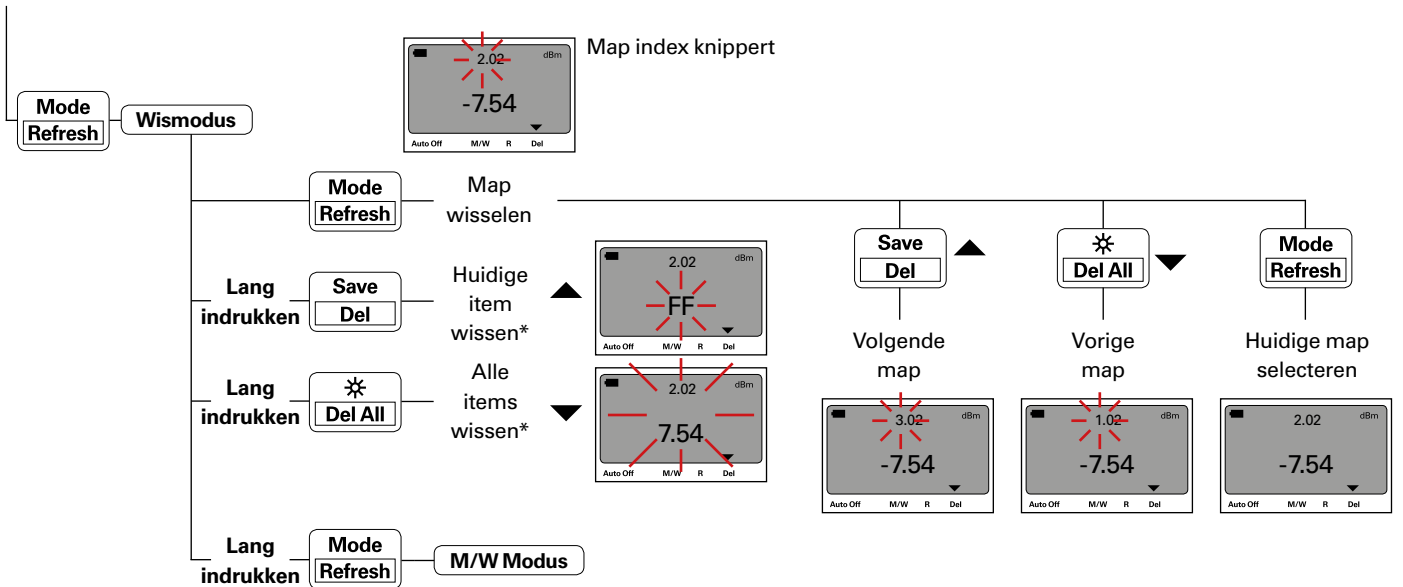 2.02
dBm
-7.54
Auto Off M/W R Del
Map index knippert
Mode
Refresh
Wismodus
Mode
Refresh
Map
wisselen
Save
Del
Del All
Mode
Refresh
Lang
indrukken
Save
Del
Huidige
item
wissen*
2.02
dBm
FF
Auto Off M/W R Del
Lang
indrukken
Del All
Alle
items
wissen*
2.02
dBm
7.54
Auto Off M/W R Del
Volgende
map
Vorige
map
Huidige map
selecteren
3.02
dBm
-7.54
Auto Off M/W R Del
1.02
dBm
-7.54
Auto Off M/W R Del
2.02
dBm
-7.54
Auto Off M/W R Del
Lang
indrukken
Mode
Refresh
M/W Modus